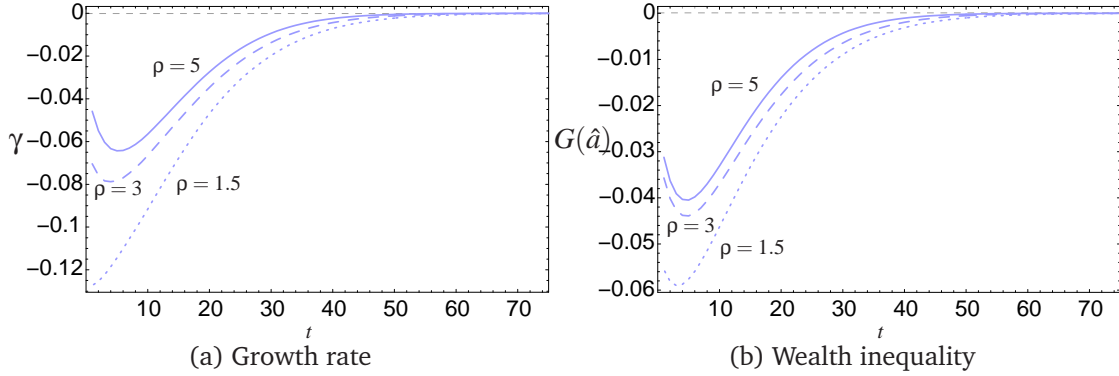 0
−0.02
−0.04
−0.06
−0.08
−0.1
−0.12
γ
ρ = 5
ρ = 3
ρ = 1.5
10 20 30 40 50 60 70
t
(a) Growth rate
0
−0.01
−0.02
−0.03
−0.04
−0.05
−0.06
G(â)
ρ = 5
ρ = 3
ρ = 1.5
10 20 30 40 50 60 70
t
(b) Wealth inequality